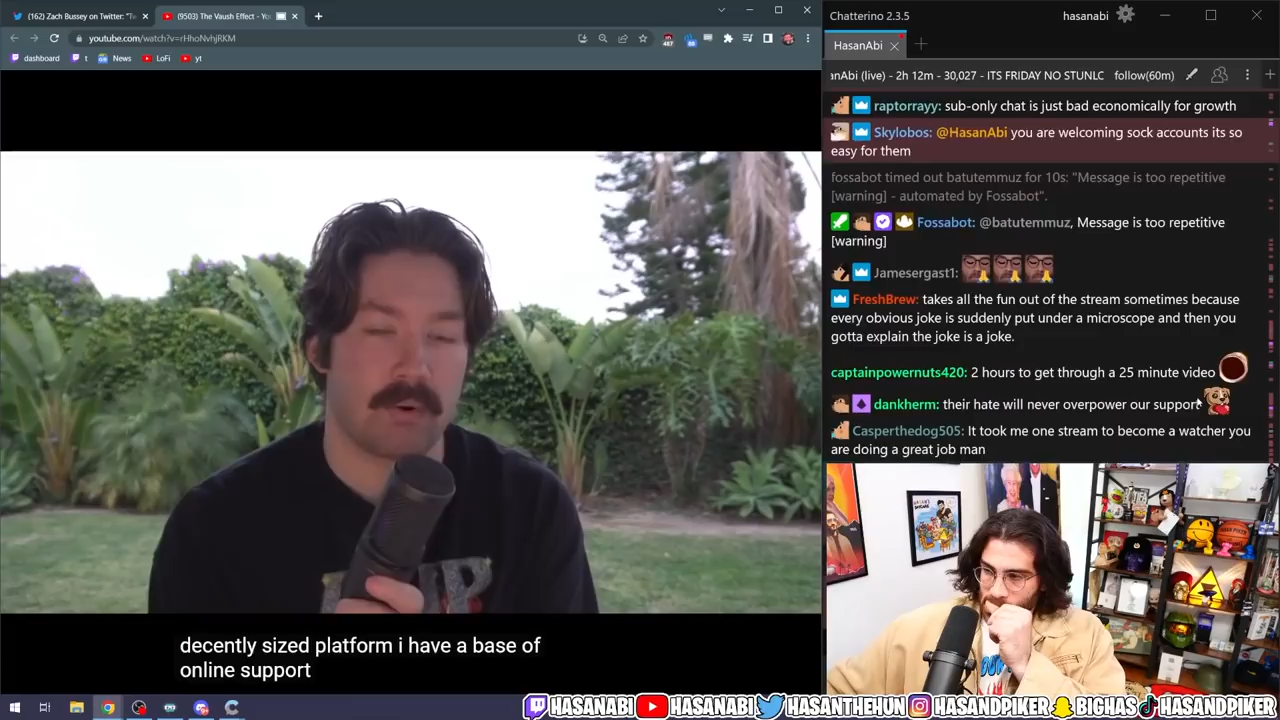 (162) Zach Bussey on Twitter: "Tw
(9503) The Vaush Effect - Yo
youtube.com/watch?v=rHhoNvhjRKM
dashboard
t
News
LoFi
yt
decently sized platform i have a base of
online support
Chatterino 2.3.5
hasanabi
HasanAbi
anAbi (live) - 2h 12m - 30,027 - ITS FRIDAY NO STUNLC
follow(60m)
raptorrayy: sub-only chat is just bad economically for growth
Skylobos: @HasanAbi you are welcoming sock accounts its so
easy for them
fossabot timed out batutemmuz for 10s: "Message is too repetitive
[warning] - automated by Fossabot".
Fossabot: @batutemmuz, Message is too repetitive
[warning]
Jamesergast1:
FreshBrew: takes all the fun out of the stream sometimes because
every obvious joke is suddenly put under a microscope and then you
gotta explain the joke is a joke.
captainpowernuts420: 2 hours to get through a 25 minute video
dankherm: their hate will never overpower our support
Casperthedog505: It took me one stream to become a watcher you
are doing a great job man
HASANABI
HASANABI
HASANTHEHUN
HASANDPIKER
BIGHAS
HASANDPIKER